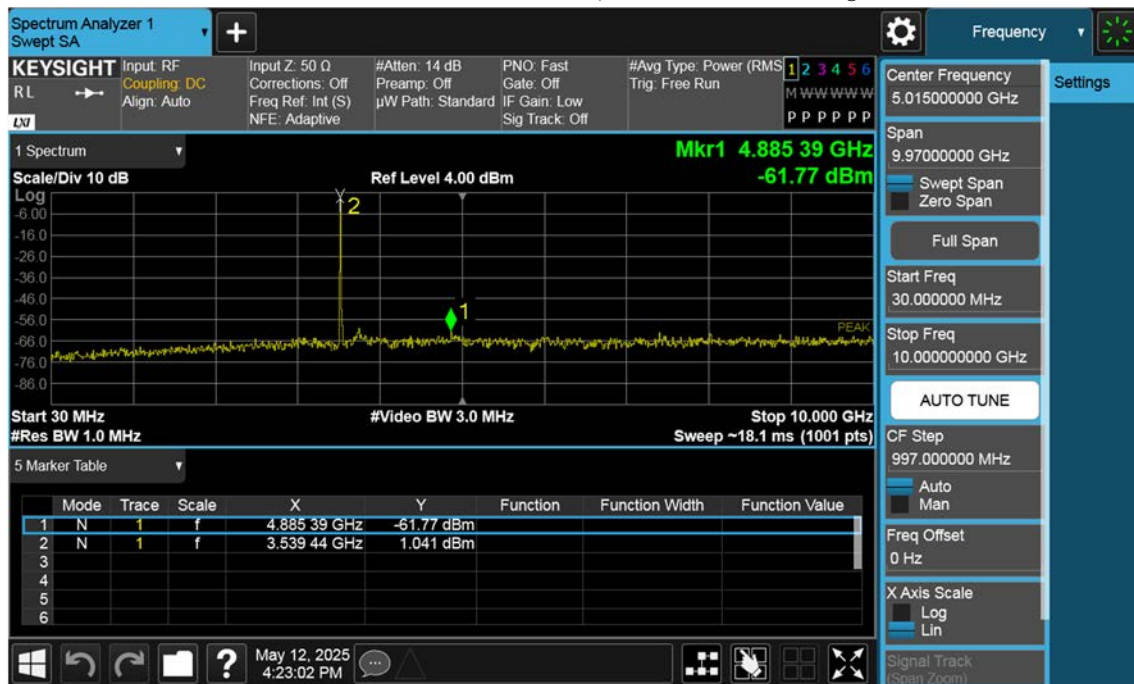 Spectrum Analyzer 1
Swept SA
+
Frequency
KEYSIGHT
RL
LXI
Input: RF
Coupling: DC
Align: Auto
Input Z: 50 Ω
Corrections: Off
Freq Ref: Int (S)
NFE: Adaptive
#Atten: 14 dB
Preamp: Off
µW Path: Standard
PNO: Fast
Gate: Off
IF Gain: Low
Sig Track: Off
#Avg Type: Power (RMS
Trig: Free Run
1 2 3 4 5 6
M W W W W W
P P P P P P
1 Spectrum
Scale/Div 10 dB
Ref Level 4.00 dBm
Mkr1 4.885 39 GHz
-61.77 dBm
Log
-6.00
-16.0
-26.0
-36.0
-46.0
-56.0
-66.0
-76.0
-86.0
2
1
PEAK
Start 30 MHz
#Video BW 3.0 MHz
Stop 10.000 GHz
#Res BW 1.0 MHz
Sweep ~18.1 ms (1001 pts)
5 Marker Table
Mode Trace Scale X Y Function Function Width Function Value
1 N 1 f 4.885 39 GHz -61.77 dBm
2 N 1 f 3.539 44 GHz 1.041 dBm
3
4
5
6
?
May 12, 2025
4:23:02 PM
Center Frequency
5.015000000 GHz
Span
9.97000000 GHz
Swept Span
Zero Span
Full Span
Start Freq
30.000000 MHz
Stop Freq
10.000000000 GHz
AUTO TUNE
CF Step
997.000000 MHz
Auto
Man
Freq Offset
0 Hz
X Axis Scale
Log
Lin
Signal Track
(Span Zoom)
Settings